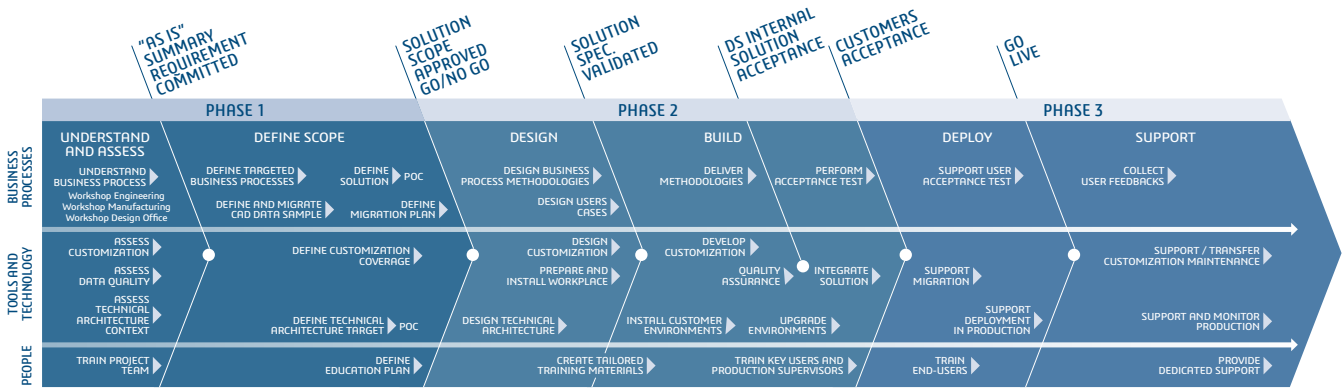 "AS IS"
SUMMARY
REQUIREMENT
COMMITTED
SOLUTION
SCOPE
APPROVED
GO/NO GO
SOLUTION
SPEC.
VALIDATED
DS INTERNAL
SOLUTION
ACCEPTANCE
CUSTOMERS
ACCEPTANCE
GO
LIVE
PHASE 1
PHASE 2
PHASE 3
UNDERSTAND
AND ASSESS
DEFINE SCOPE
DESIGN
BUILD
DEPLOY
SUPPORT
BUSINESS
PROCESSES
UNDERSTAND
BUSINESS PROCESS
Workshop Engineering
Workshop Manufacturing
Workshop Design Office
DEFINE TARGETED
BUSINESS PROCESSES
DEFINE
SOLUTION
POC
DEFINE AND MIGRATE
CAD DATA SAMPLE
DEFINE
MIGRATION PLAN
DESIGN BUSINESS
PROCESS METHODOLOGIES
DESIGN USERS
CASES
DELIVER
METHODOLOGIES
PERFORM
ACCEPTANCE TEST
SUPPORT USER
ACCEPTANCE TEST
COLLECT
USER FEEDBACKS
TOOLS AND
TECHNOLOGY
ASSESS
CUSTOMIZATION
ASSESS
DATA QUALITY
ASSESS
TECHNICAL
ARCHITECTURE
CONTEXT
DEFINE CUSTOMIZATION
COVERAGE
DEFINE TECHNICAL
ARCHITECTURE TARGET
POC
DESIGN
CUSTOMIZATION
PREPARE AND
INSTALL WORKPLACE
DESIGN TECHNICAL
ARCHITECTURE
DEVELOP
CUSTOMIZATION
QUALITY
ASSURANCE
INTEGRATE
SOLUTION
INSTALL CUSTOMER
ENVIRONMENTS
UPGRADE
ENVIRONMENTS
SUPPORT
MIGRATION
SUPPORT
DEPLOYMENT
IN PRODUCTION
SUPPORT / TRANSFER
CUSTOMIZATION MAINTENANCE
SUPPORT AND MONITOR
PRODUCTION
PEOPLE
TRAIN PROJECT
TEAM
DEFINE
EDUCATION PLAN
CREATE TAILORED
TRAINING MATERIALS
TRAIN KEY USERS AND
PRODUCTION SUPERVISORS
TRAIN
END-USERS
PROVIDE
DEDICATED SUPPORT